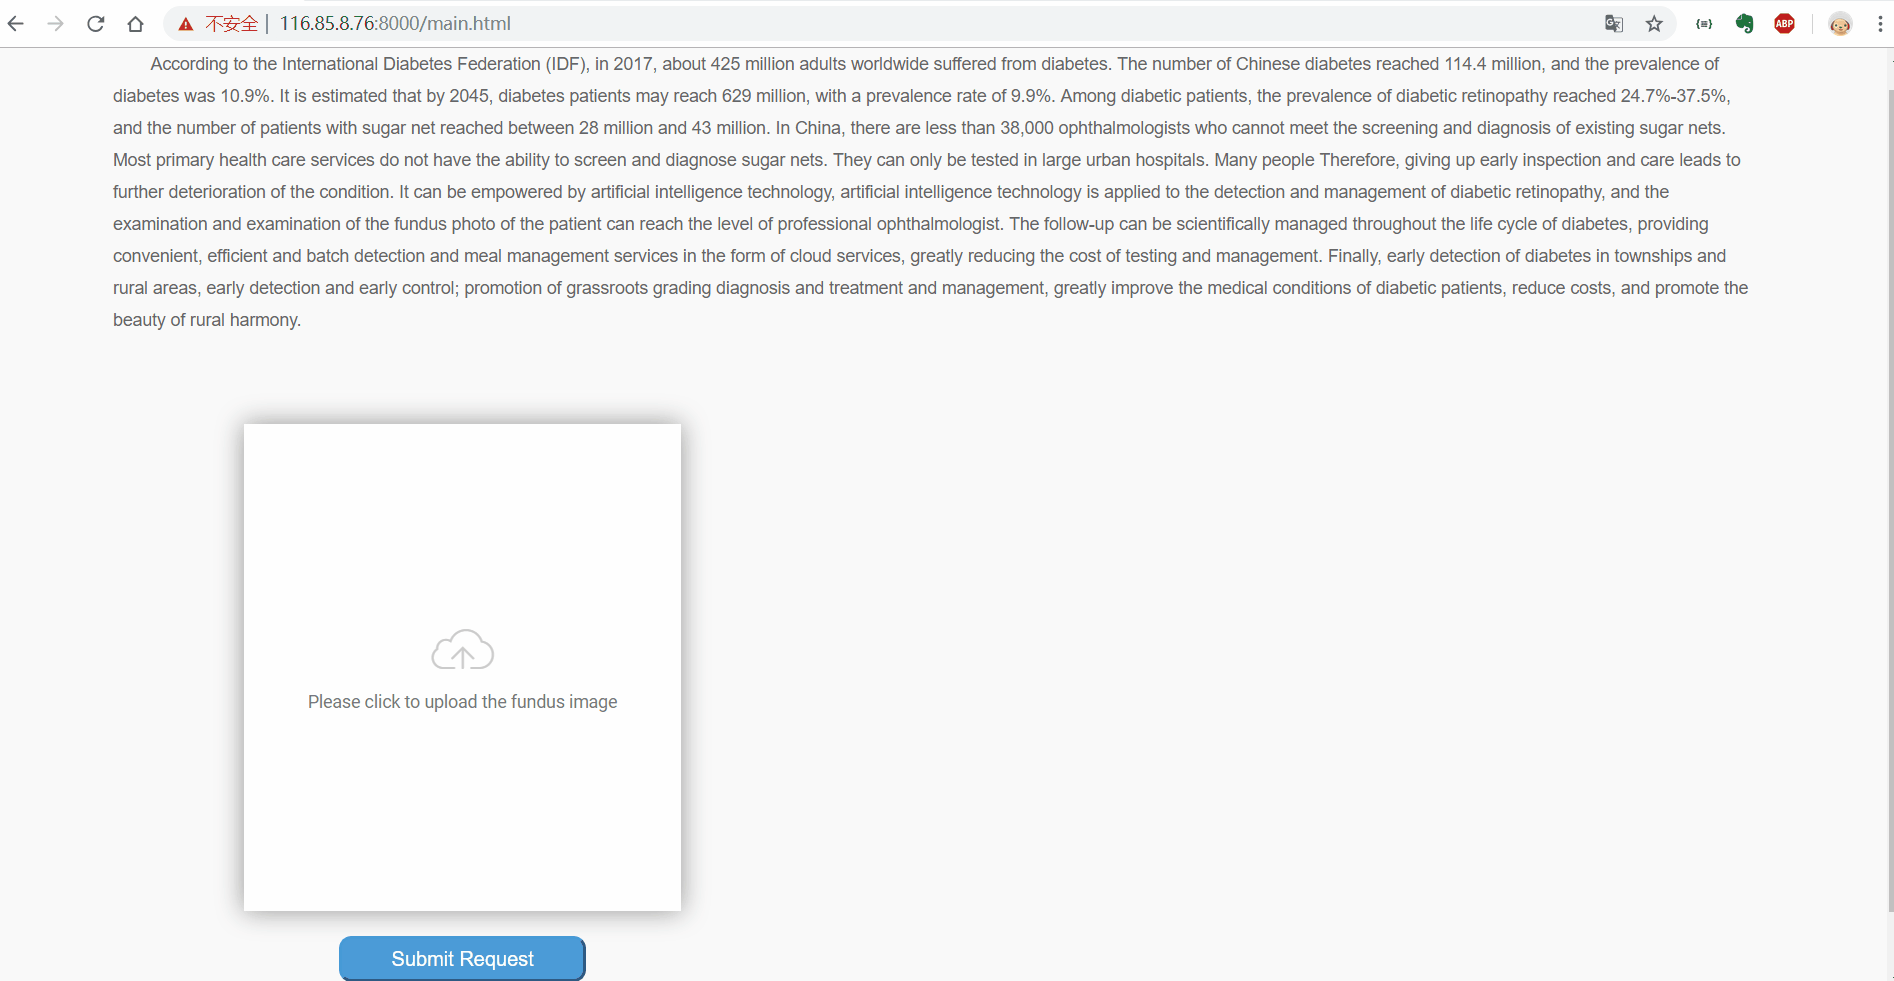 不安全 | 116.85.8.76:8000/main.html
ABP
According to the International Diabetes Federation (IDF), in 2017, about 425 million adults worldwide suffered from diabetes. The number of Chinese diabetes reached 114.4 million, and the prevalence of
diabetes was 10.9%. It is estimated that by 2045, diabetes patients may reach 629 million, with a prevalence rate of 9.9%. Among diabetic patients, the prevalence of diabetic retinopathy reached 24.7%-37.5%,
and the number of patients with sugar net reached between 28 million and 43 million. In China, there are less than 38,000 ophthalmologists who cannot meet the screening and diagnosis of existing sugar nets.
Most primary health care services do not have the ability to screen and diagnose sugar nets. They can only be tested in large urban hospitals. Many people Therefore, giving up early inspection and care leads to
further deterioration of the condition. It can be empowered by artificial intelligence technology, artificial intelligence technology is applied to the detection and management of diabetic retinopathy, and the
examination and examination of the fundus photo of the patient can reach the level of professional ophthalmologist. The follow-up can be scientifically managed throughout the life cycle of diabetes, providing
convenient, efficient and batch detection and meal management services in the form of cloud services, greatly reducing the cost of testing and management. Finally, early detection of diabetes in townships and
rural areas, early detection and early control; promotion of grassroots grading diagnosis and treatment and management, greatly improve the medical conditions of diabetic patients, reduce costs, and promote the
beauty of rural harmony.
Please click to upload the fundus image
Submit Request